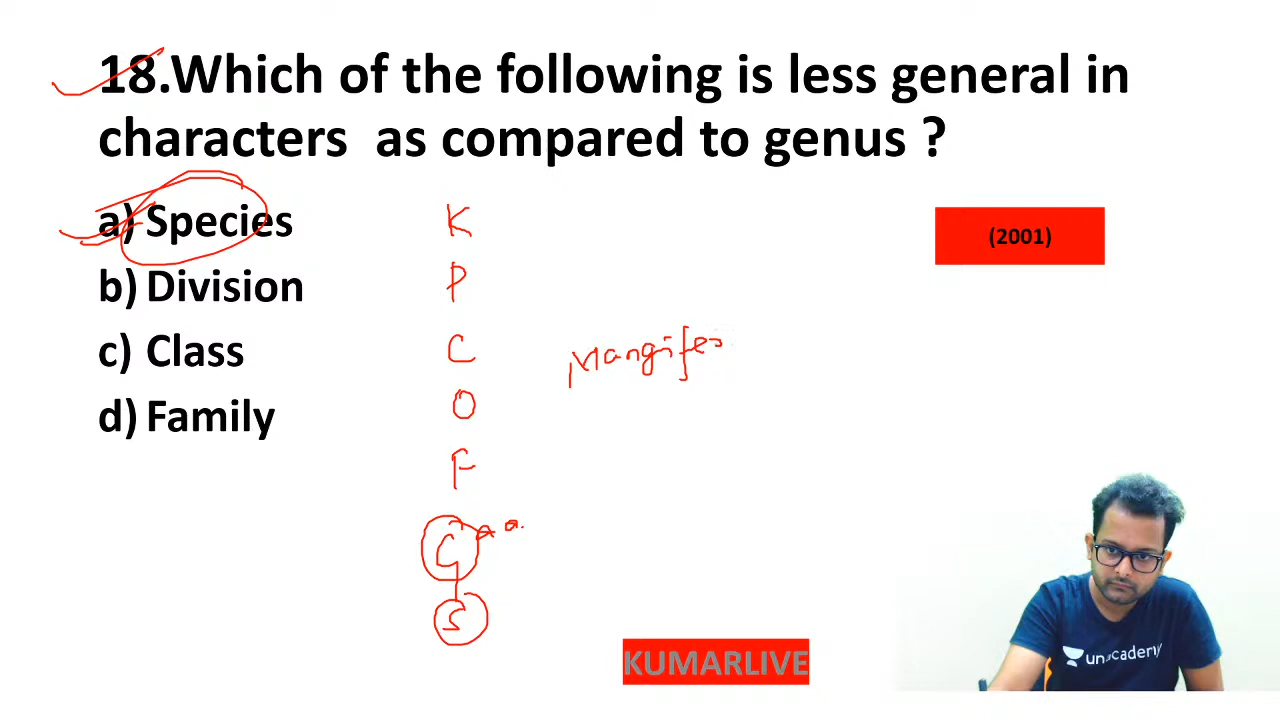 18.Which of the following is less general in
characters as compared to genus ?
a) Species
b) Division
c) Class
d) Family
(2001)
K
P
C
O
F
G
S
KUMARLIVE
unacademy